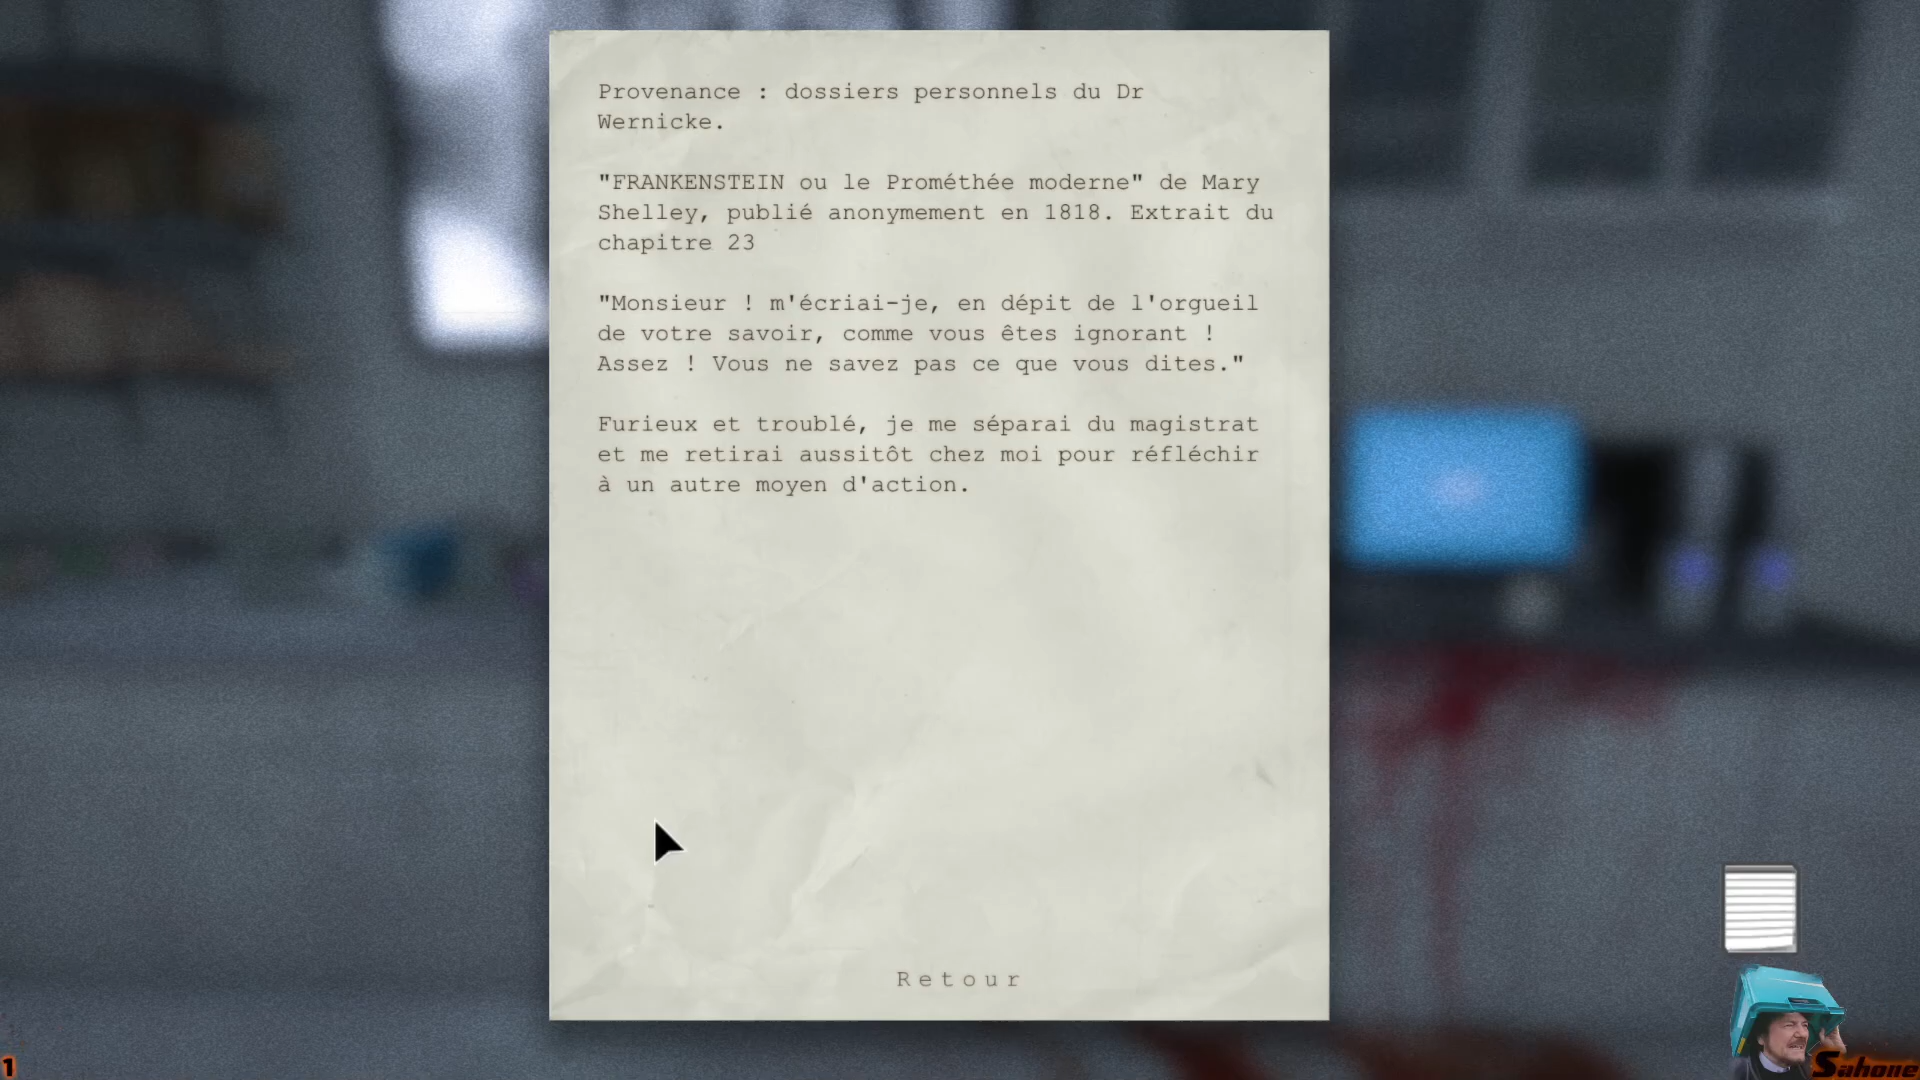 Provenance : dossiers personnels du Dr
Wernicke.
"FRANKENSTEIN ou le Prométhée moderne" de Mary
Shelley, publié anonymement en 1818. Extrait du
chapitre 23
"Monsieur ! m'écriai-je, en dépit de l'orgueil
de votre savoir, comme vous êtes ignorant !
Assez ! Vous ne savez pas ce que vous dites."
Furieux et troublé, je me séparai du magistrat
et me retirai aussitôt chez moi pour réfléchir
à un autre moyen d'action.
Retour
1
Sahone